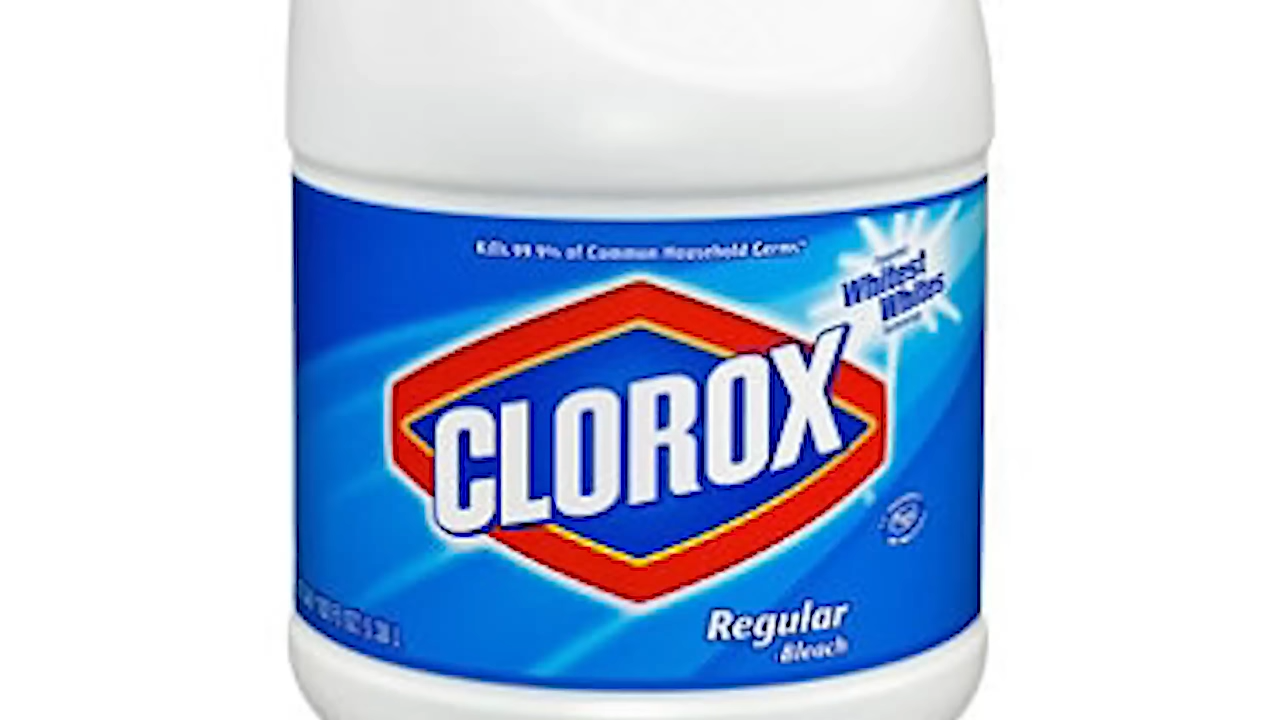 Kills 99.9% of Common Household Germs*
Whitest
Whites
CLOROX
Regular
Bleach